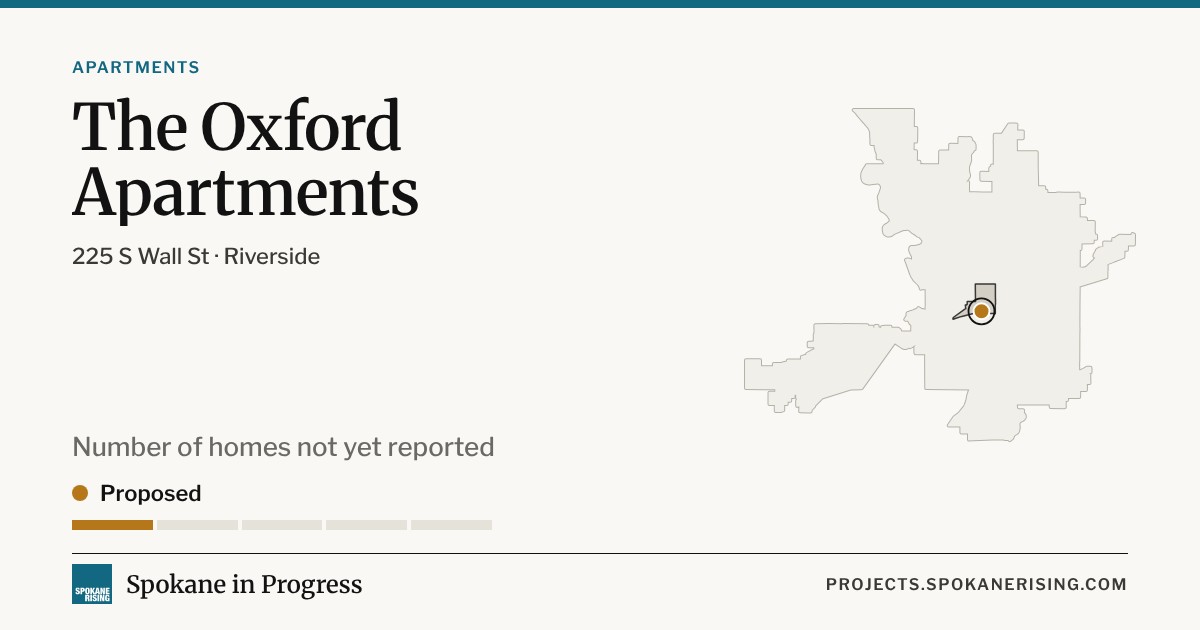 APARTMENTS
The Oxford
Apartments
225 S Wall St · Riverside
Number of homes not yet reported
Proposed
SPOKANE
RISING
Spokane in Progress
PROJECTS.SPOKANERISING.COM